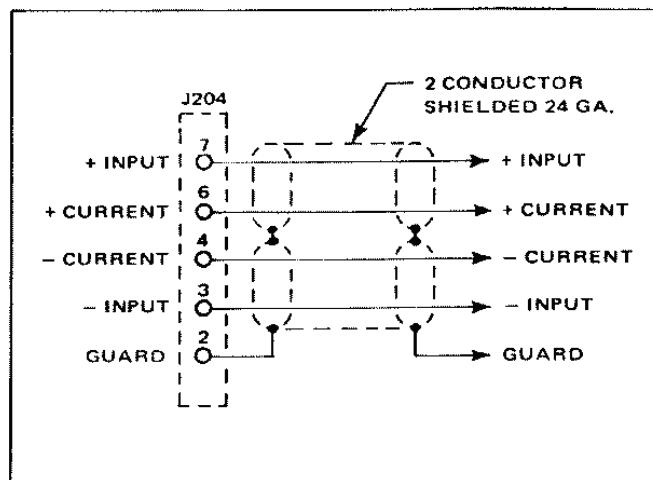 2 CONDUCTOR
SHIELDED 24 GA.
J204
+ INPUT 7 + INPUT
+ CURRENT 6 + CURRENT
– CURRENT 4 – CURRENT
– INPUT 3 – INPUT
GUARD 2 GUARD